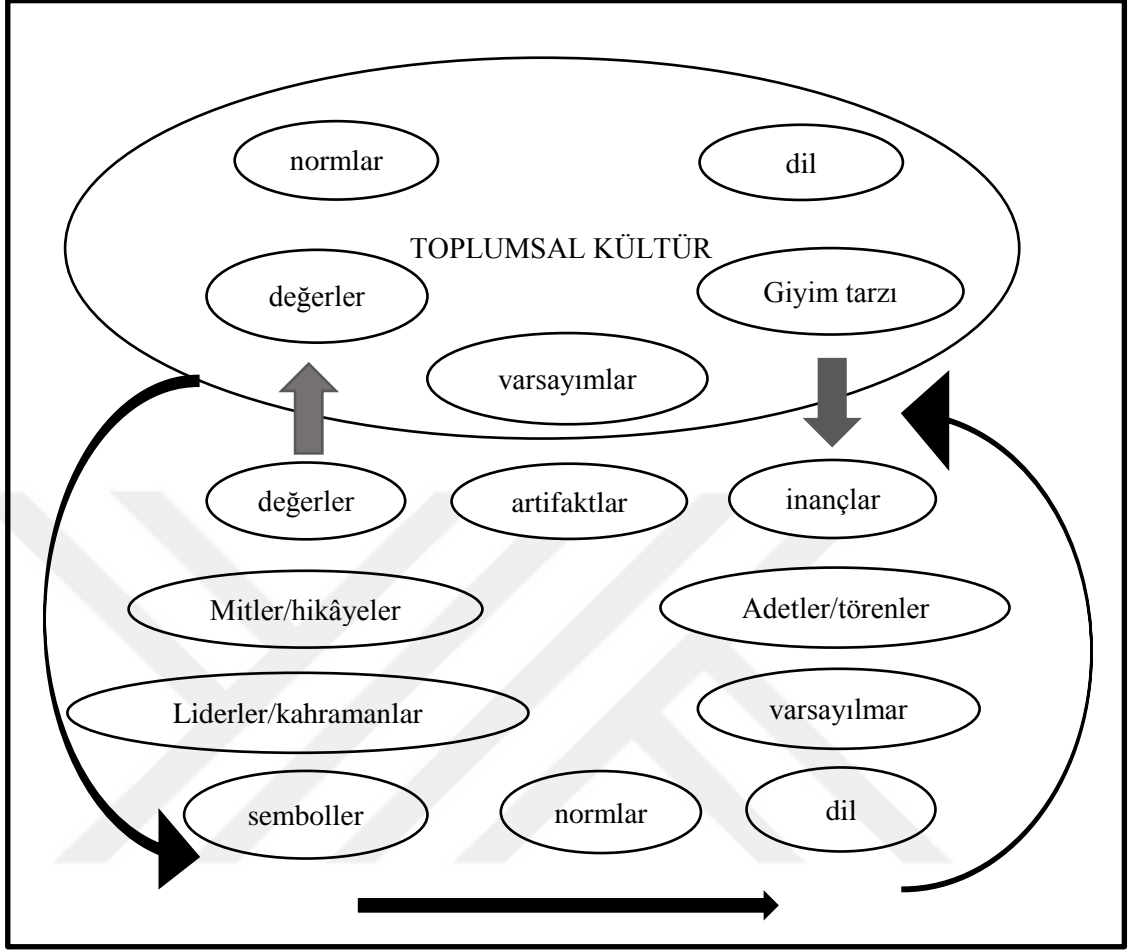 normlar
dil
TOPLUMSAL KÜLTÜR
değerler
Giyim tarzı
varsayımlar
değerler
artifaktlar
inançlar
Mitler/hikâyeler
Adetler/törenler
Liderler/kahramanlar
varsayılmar
semboller
normlar
dil